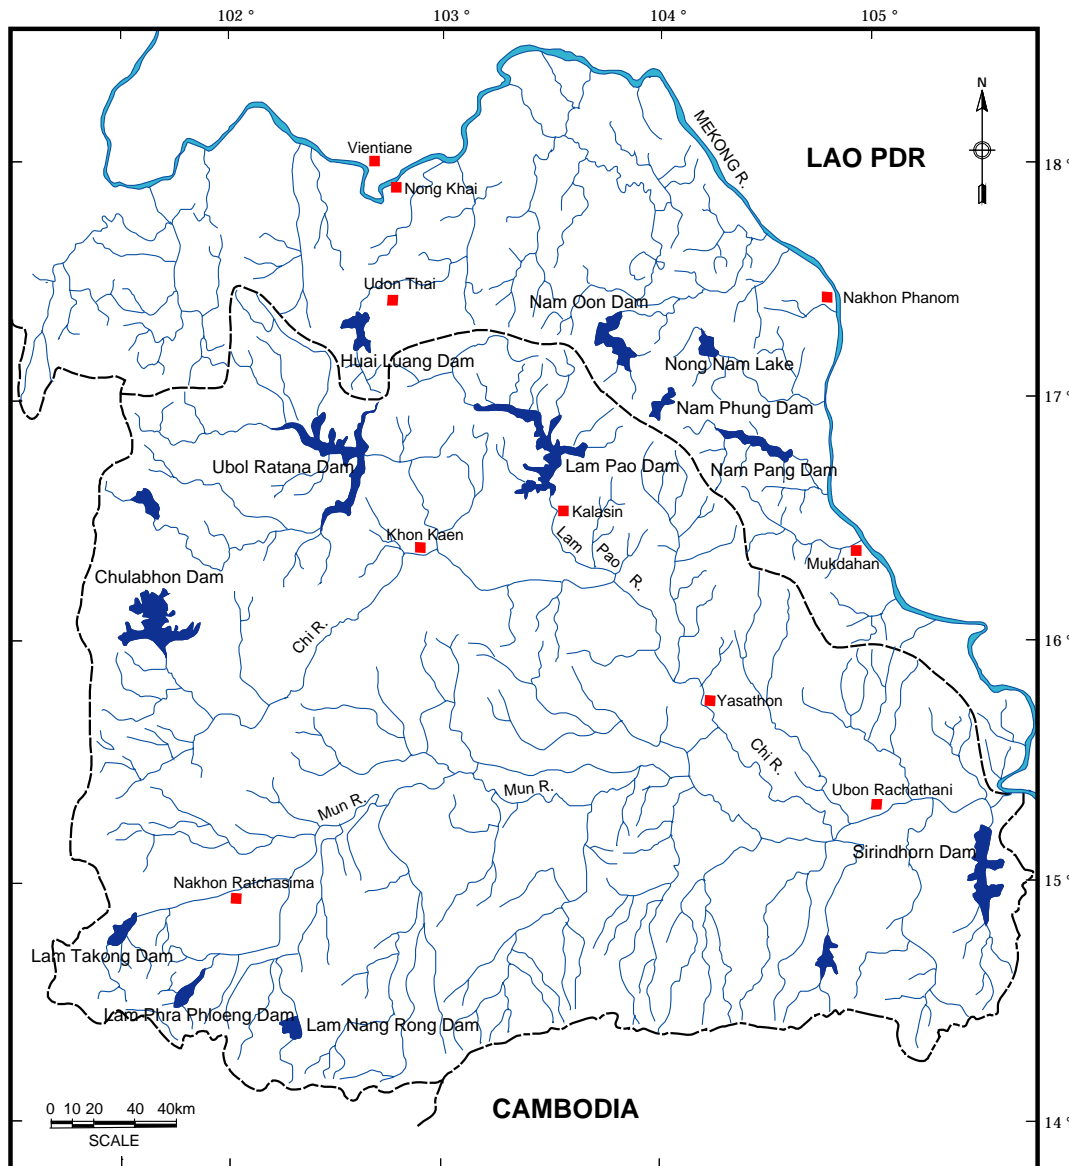 102 °
103 °
104 °
105 °
N
MEKONG R.
LAO PDR
Vientiane
18 °
Nong Khai
Udon Thai
Nam Oon Dam
Nakhon Phanom
Huai Luang Dam
Nong Nam Lake
17 °
Nam Phung Dam
Ubol Ratana Dam
Lam Pao Dam
Nam Pang Dam
Kalasin
Khon Kaen
Lam Pao R.
Mukdahan
Chulabhon Dam
Chi R.
16 °
Yasathon
Chi R.
Mun R.
Mun R.
Ubon Rachathani
Sirindhorn Dam
Nakhon Ratchasima
15 °
Lam Takong Dam
Lam Phra Phloeng Dam
Lam Nang Rong Dam
CAMBODIA
0 10 20 40 40km
SCALE
14 °